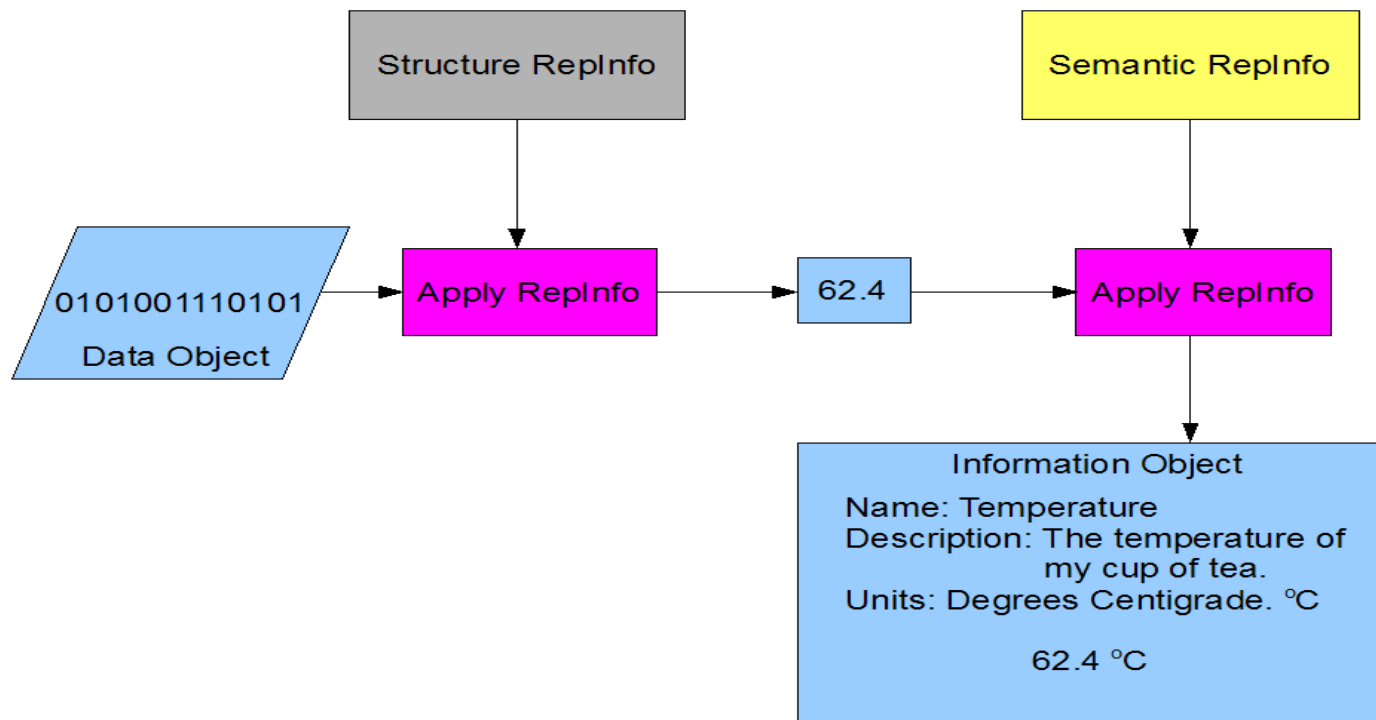 Structure RepInfo
Semantic RepInfo
0101001110101
Data Object
Apply RepInfo
62.4
Apply RepInfo
Information Object
Name: Temperature
Description: The temperature of
my cup of tea.
Units: Degrees Centigrade. °C
62.4 °C